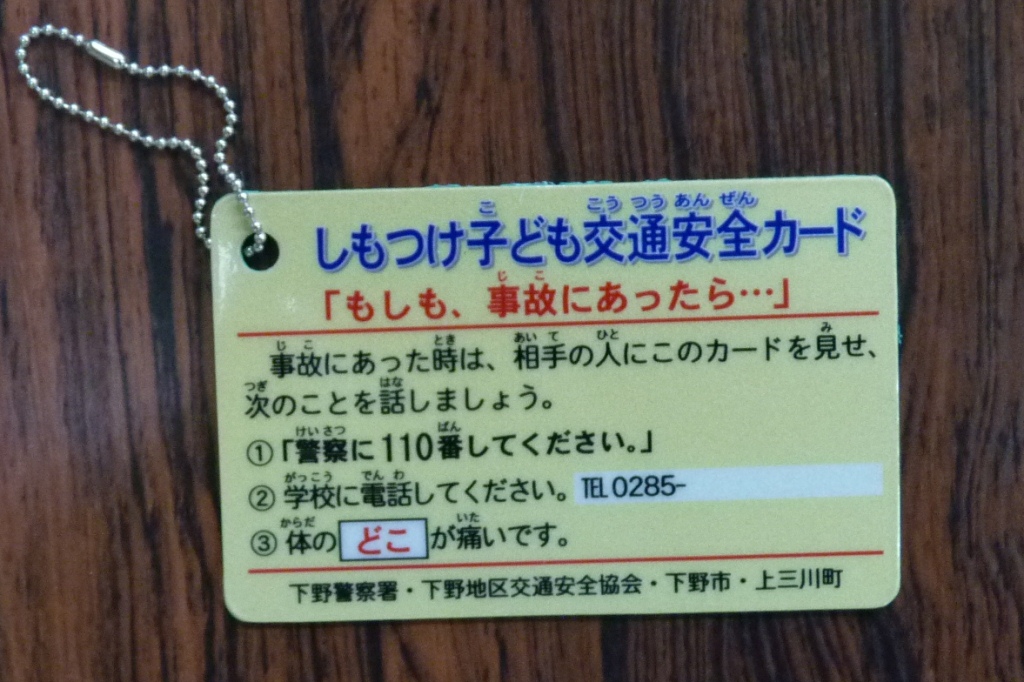 しもつけ子ども交通安全カード
「もしも、事故にあったら…」
事故にあった時は、相手の人にこのカードを見せ、
次のことを話しましょう。
①「警察に110番してください。」
②学校に電話してください。TEL0285-
③体のどこが痛いです。
下野警察署・下野地区交通安全協会・下野市・上三川町